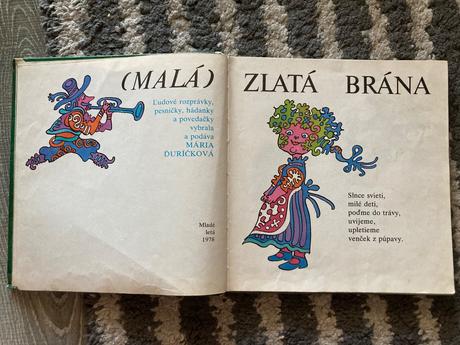 (MALÁ) ZLATÁ BRÁNA
Ľudové rozprávky,
pesničky, hádanky
a povedačky
vybrala
a podáva
MÁRIA
ĎURÍČKOVÁ
Mladé
letá
1978
Slnce svieti,
milé deti,
poďme do trávy,
uvijeme,
upletieme
venček z púpavy.